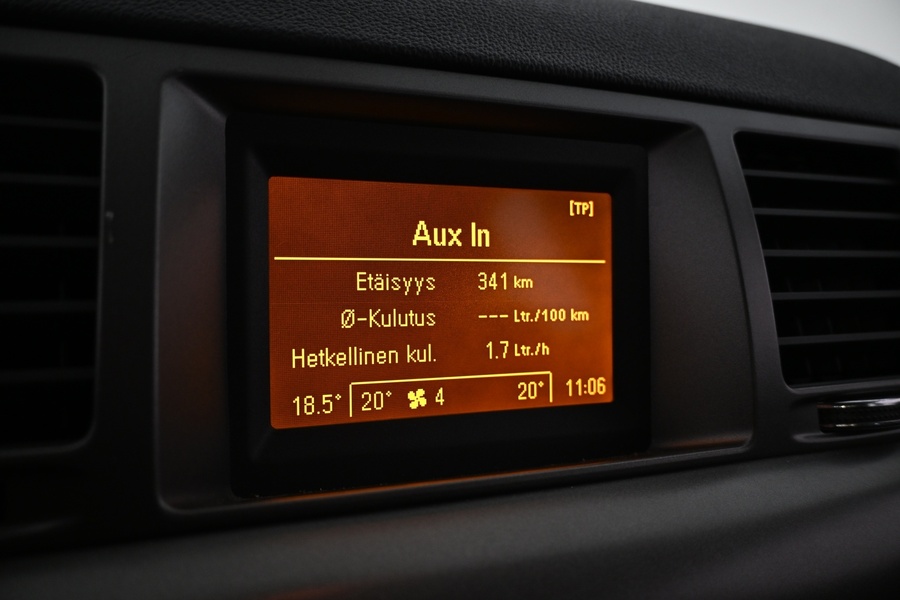 [TP]
Aux In
Etäisyys 341 km
Ø-Kulutus --- Ltr./100 km
Hetkellinen kul. 1.7 Ltr./h
18.5° 20° 4 20° 11:06